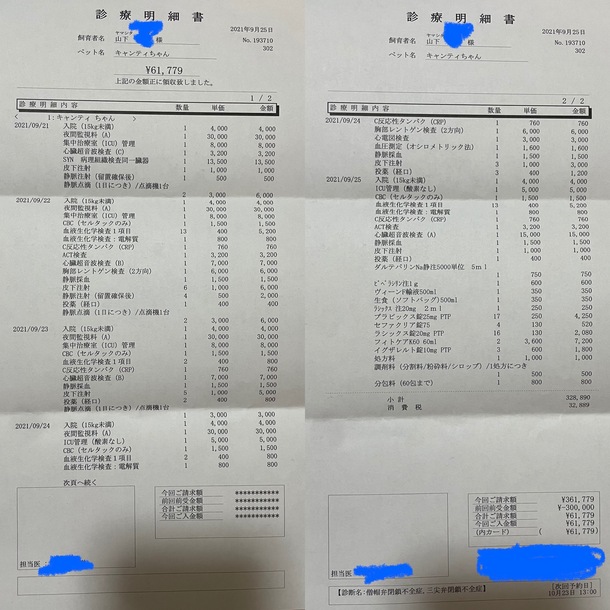 診療明細書
2021年9月25日
飼育者名 山下 様
No.193710
ペット名 キャンティちゃん
302
¥61,779
上記の金額正に領収致しました。
1 / 2
診療明細内容 数量 単価 金額
< 1:キャンティ ちゃん >
2021/09/21 入院 (15kg未満) 1 4,000 4,000
夜間監視料 (A) 1 30,000 30,000
集中治療室 (ICU) 管理 1 8,000 8,000
心臓超音波検査 (C) 1 3,200 3,200
SYN 病理組織検査同一臓器 1 13,500 13,500
皮下注射 1 1,000 1,000
静脈注射 (留置確保後) 1 500 500
静脈点滴 (1日につき) /点滴機1台
2 3,000 6,000
2021/09/22 入院 (15kg未満) 1 4,000 4,000
夜間監視料 (A) 1 30,000 30,000
集中治療室 (ICU) 管理 1 8,000 8,000
CBC (セルタックのみ) 1 1,500 1,500
血液生化学検査1項目 13 400 5,200
血液生化学検査:電解質 1 800 800
C反応性タンパク (CRP) 1 760 760
ACT検査 1 3,200 3,200
心臓超音波検査 (B) 1 7,000 7,000
胸部レントゲン検査 (2方向) 1 6,000 6,000
静脈採血 1 1,500 1,500
皮下注射 6 1,000 6,000
静脈注射 (留置確保後) 4 500 2,000
投薬 (経口) 1 400 400
静脈点滴 (1日につき) /点滴機1台
2 3,000 6,000
2021/09/23 入院 (15kg未満) 1 4,000 4,000
夜間監視料 (A) 1 30,000 30,000
集中治療室 (ICU) 管理 1 8,000 8,000
CBC (セルタックのみ) 1 1,500 1,500
血液生化学検査1項目 2 400 800
C反応性タンパク (CRP) 1 760 760
心臓超音波検査 (B) 1 7,000 7,000
静脈採血 1 1,500 1,500
皮下注射 5 1,000 5,000
投薬 (経口) 2 400 800
静脈点滴 (1日につき) /点滴機1台
1 3,000 3,000
2021/09/24 入院 (15kg未満) 1 4,000 4,000
夜間監視料 (A) 1 30,000 30,000
ICU管理 (酸素なし) 1 5,000 5,000
CBC (セルタックのみ) 1 1,500 1,500
血液生化学検査1項目 2 400 800
血液生化学検査:電解質 1 800 800
次頁へ続く
今回ご請求額 **********
前回前受金額 **********
合計ご請求額 **********
今回ご入金額 **********
担当医
診療明細書
2021年9月25日
飼育者名 山下 様
No.193710
ペット名 キャンティちゃん
302
2 / 2
診療明細内容 数量 単価 金額
2021/09/24 C反応性タンパク (CRP) 1 760 760
胸部レントゲン検査 (2方向) 1 6,000 6,000
心電図検査 1 3,000 3,000
血圧測定 (オシロメトリック法) 1 1,600 1,600
静脈採血 1 1,500 1,500
皮下注射 3 1,000 3,000
投薬 (経口) 3 400 1,200
2021/09/25 入院 (15kg未満) 1 4,000 4,000
ICU管理 (酸素なし) 1 5,000 5,000
CBC (セルタックのみ) 1 1,500 1,500
血液生化学検査1項目 13 400 5,200
血液生化学検査:電解質 1 800 800
C反応性タンパク (CRP) 1 760 760
ACT検査 1 3,200 3,200
心臓超音波検査 (A) 1 15,000 15,000
静脈採血 1 1,500 1,500
皮下注射 1 1,000 1,000
投薬 (経口) 1 400 400
ダルテパリンNa静注5000単位 5ml
1 750 750
ピペラシリン注1g 1 600 600
ヴィーンF輸液500ml 1 350 350
生食 (ソフトバッグ) 500ml 1 350 350
ラシックス 注20mg 2ml 1 250 250
プラビックス錠25mg PTP 17 250 4,250
セファクリア錠75 4 130 520
ラシックス錠20mg PTP 16 130 2,080
フィトケアK60 60ml 2 3,600 7,200
イグザレルト錠10mg PTP 3 600 1,800
処方料 1 1,000 1,000
調剤料 (分割料/粉砕料/シロップ) /1処方につき
1 500 500
分包料 (60包まで) 1 800 800
小計 328,890
消費税 32,889
今回ご請求額 ¥361,779
前回前受金額 ¥-300,000
合計ご請求額 ¥61,779
今回ご入金額 ¥61,779
(内カード) ( ¥61,779)
担当医
【診断名:僧帽弁閉鎖不全症、三尖弁閉鎖不全症】
[次回予約日]
10月23日 13:00